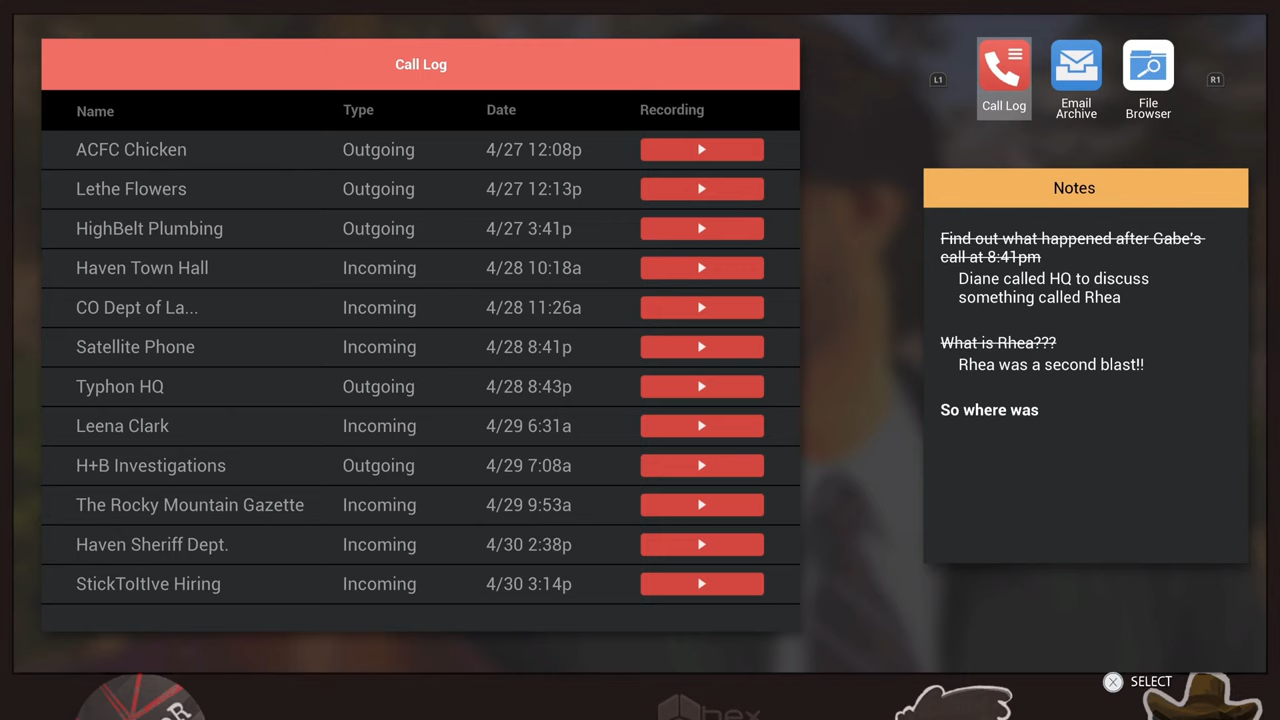 Call Log
Name Type Date Recording
ACFC Chicken Outgoing 4/27 12:08p
Lethe Flowers Outgoing 4/27 12:13p
HighBelt Plumbing Outgoing 4/27 3:41p
Haven Town Hall Incoming 4/28 10:18a
CO Dept of La... Incoming 4/28 11:26a
Satellite Phone Incoming 4/28 8:41p
Typhon HQ Outgoing 4/28 8:43p
Leena Clark Incoming 4/29 6:31a
H+B Investigations Outgoing 4/29 7:08a
The Rocky Mountain Gazette Incoming 4/29 9:53a
Haven Sheriff Dept. Incoming 4/30 2:38p
StickToItIve Hiring Incoming 4/30 3:14p
L1
Call Log
Email
Archive
File
Browser
R1
Notes
Find out what happened after Gabe's
call at 8:41pm
Diane called HQ to discuss
something called Rhea
What is Rhea???
Rhea was a second blast!!
So where was
SELECT
hex